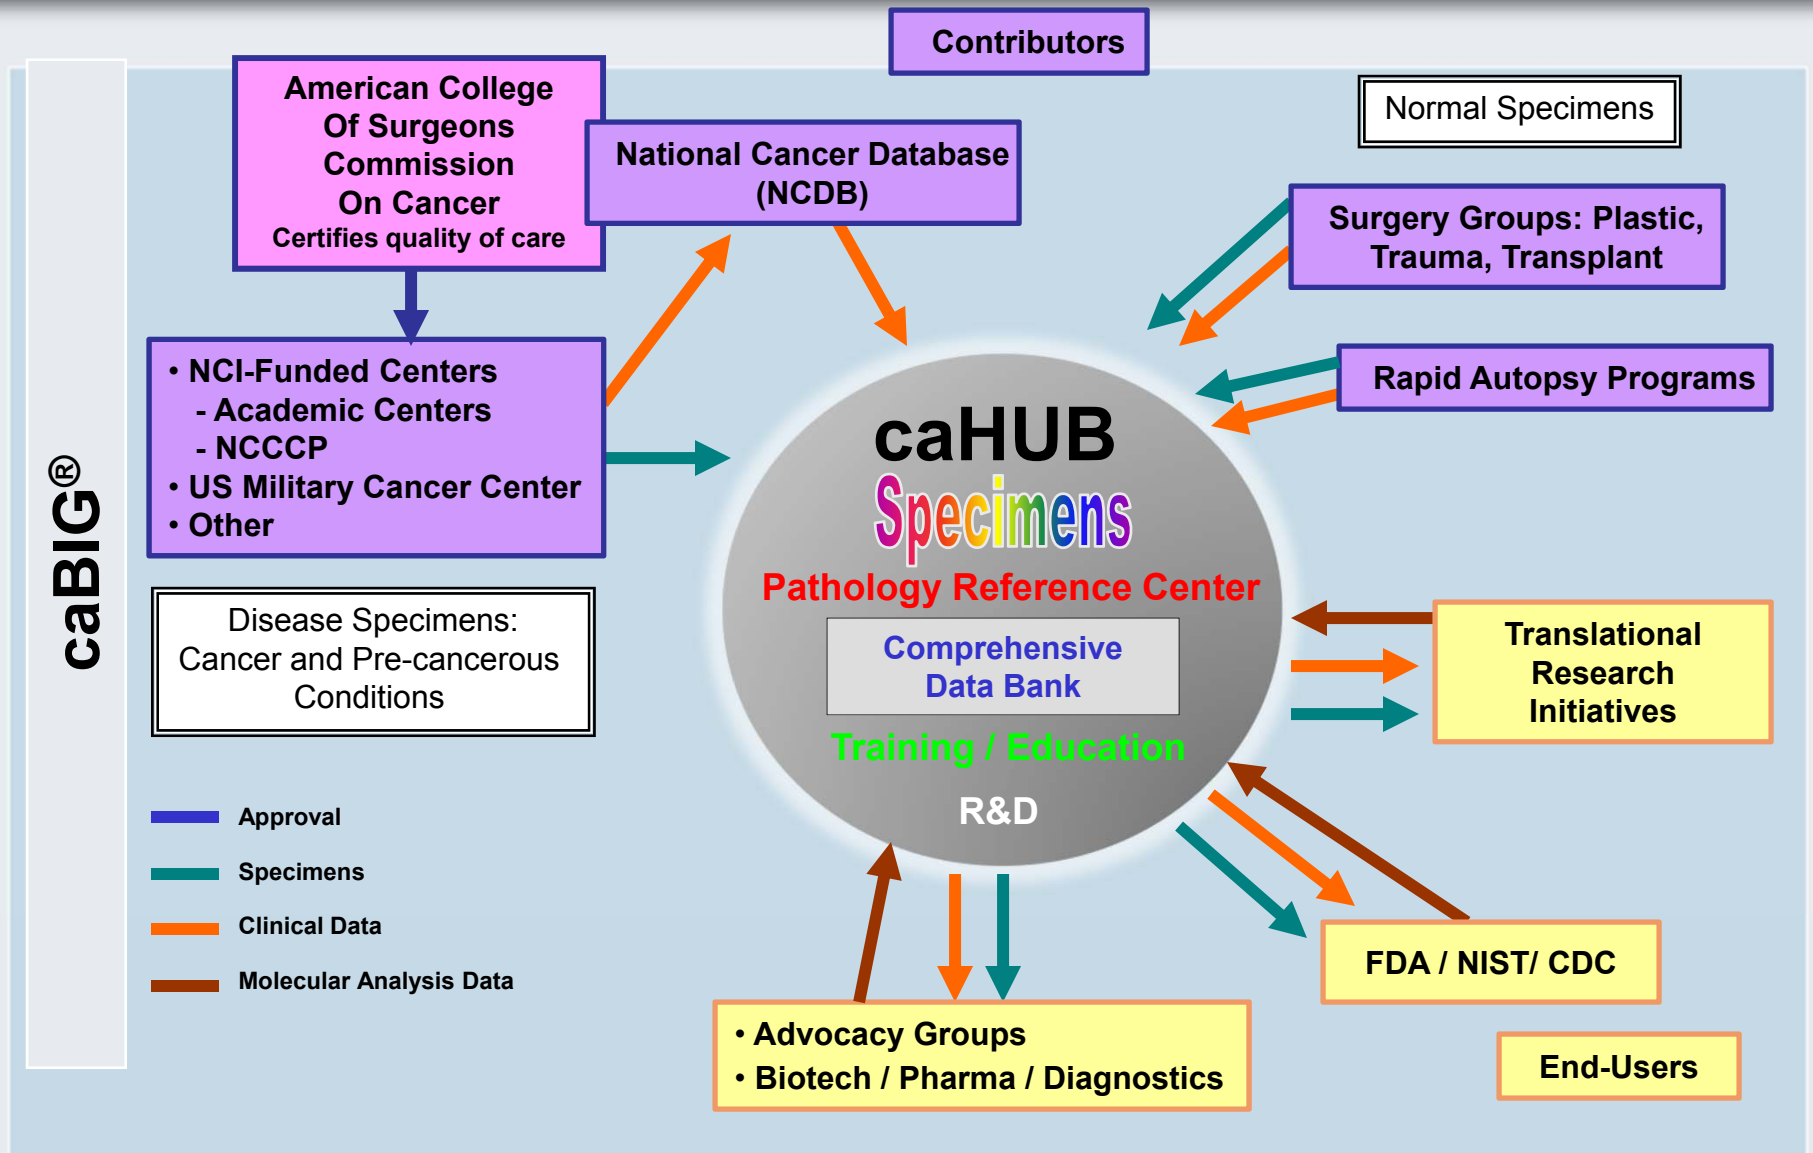 Contributors
American College
Of Surgeons
Commission
On Cancer
Certifies quality of care
National Cancer Database
(NCDB)
Normal Specimens
Surgery Groups: Plastic,
Trauma, Transplant
• NCI-Funded Centers
- Academic Centers
- NCCCP
• US Military Cancer Center
• Other
Rapid Autopsy Programs
caBIG®
caHUB
Specimens
Pathology Reference Center
Comprehensive
Data Bank
Training / Education
R&D
Disease Specimens:
Cancer and Pre-cancerous
Conditions
Translational
Research
Initiatives
Approval
Specimens
Clinical Data
Molecular Analysis Data
FDA / NIST/ CDC
• Advocacy Groups
• Biotech / Pharma / Diagnostics
End-Users